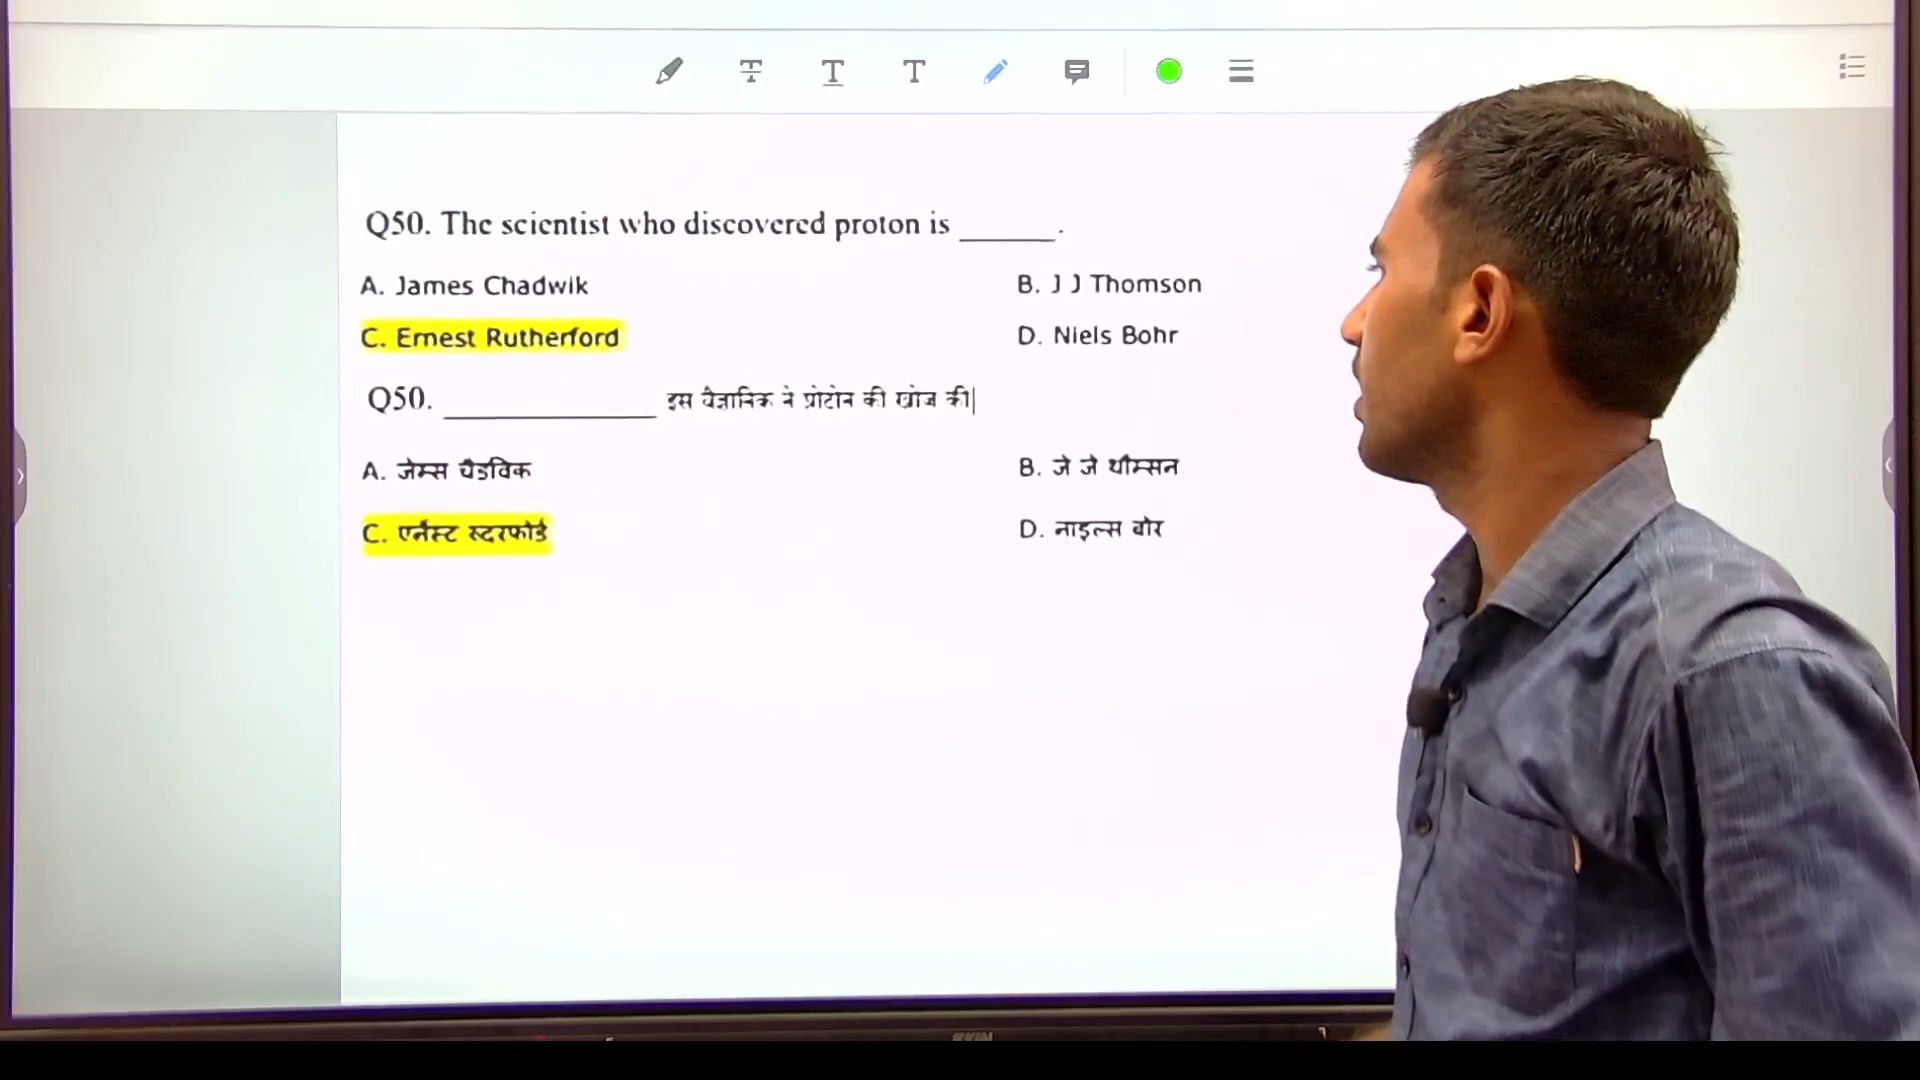 Q50. The scientist who discovered proton is ______.
A. James Chadwik
B. J J Thomson
C. Ernest Rutherford
D. Niels Bohr
Q50. ______________ इस वैज्ञानिक ने प्रोटोन की खोज की|
A. जेम्स चैडविक
B. जे जे थौम्सन
C. एर्नैस्ट रुदरफोर्ड
D. नाइल्स बोर